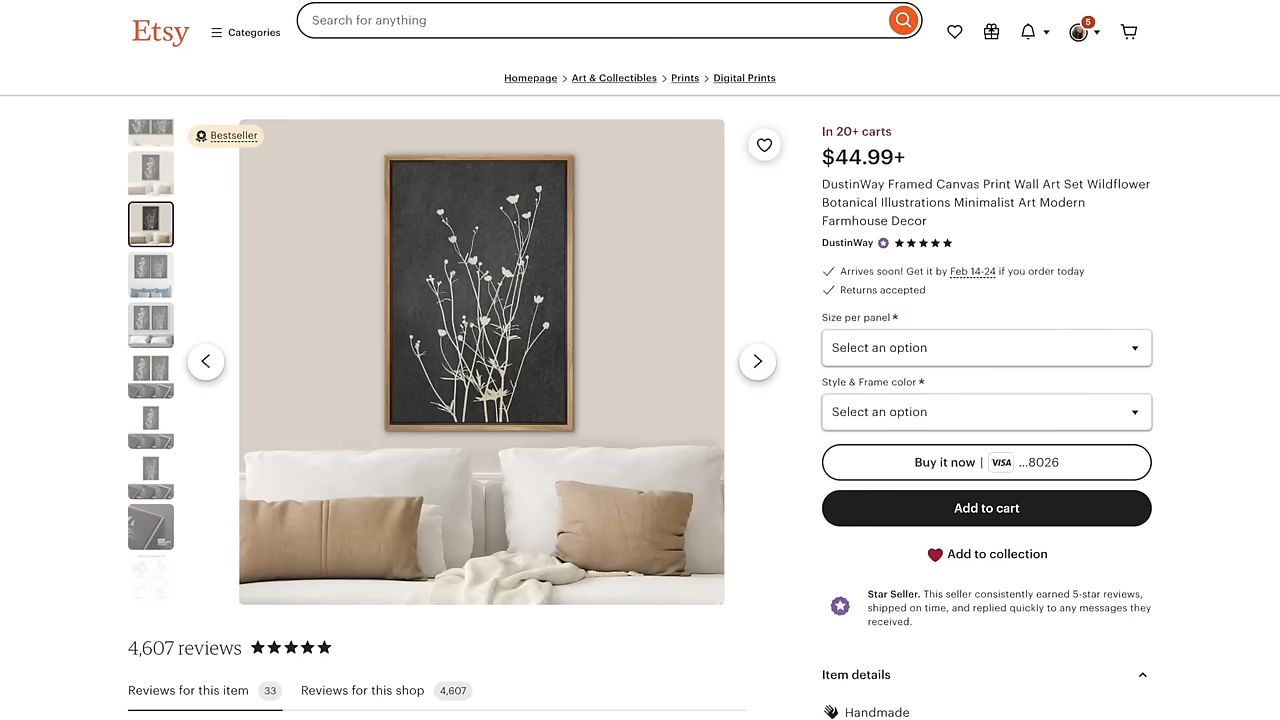 Etsy
Categories
Search for anything
5
Homepage > Art & Collectibles > Prints > Digital Prints
Bestseller
In 20+ carts
$44.99+
DustinWay Framed Canvas Print Wall Art Set Wildflower
Botanical Illustrations Minimalist Art Modern
Farmhouse Decor
DustinWay
Arrives soon! Get it by Feb 14-24 if you order today
Returns accepted
Size per panel *
Select an option
Style & Frame color *
Select an option
Buy it now | VISA ...8026
Add to cart
Add to collection
Star Seller. This seller consistently earned 5-star reviews,
shipped on time, and replied quickly to any messages they
received.
4,607 reviews
Reviews for this item 33
Reviews for this shop 4,607
Item details
Handmade